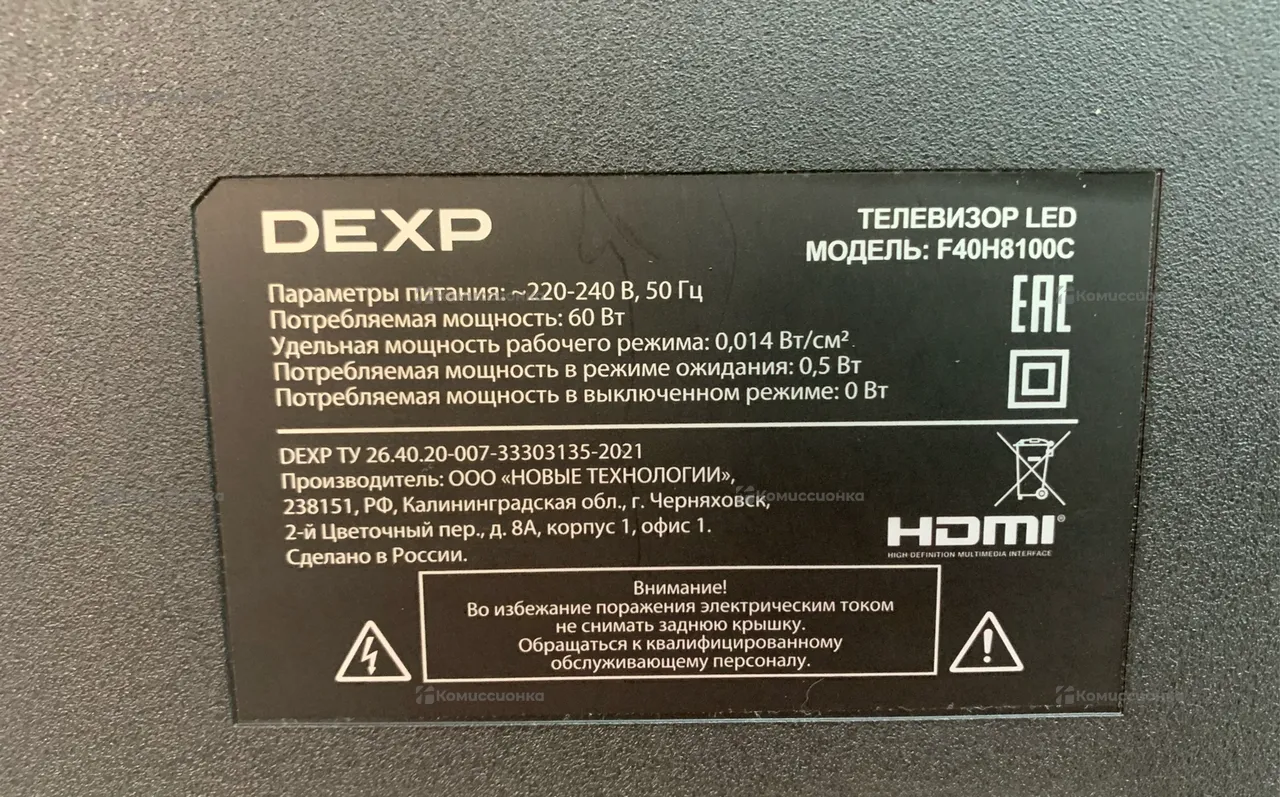 DEXP
ТЕЛЕВИЗОР LED
МОДЕЛЬ: F40H8100C
Параметры питания: ~220-240 В, 50 Гц
Потребляемая мощность: 60 Вт
Удельная мощность рабочего режима: 0,014 Вт/см²
Потребляемая мощность в режиме ожидания: 0,5 Вт
Потребляемая мощность в выключенном режиме: 0 Вт
EAC
DEXP ТУ 26.40.20-007-33303135-2021
Производитель: ООО «НОВЫЕ ТЕХНОЛОГИИ»,
238151, РФ, Калининградская обл., г. Черняховск,
2-й Цветочный пер., д. 8А, корпус 1, офис 1.
Сделано в России.
HDMI®
HIGH-DEFINITION MULTIMEDIA INTERFACE
Внимание!
Во избежание поражения электрическим током
не снимать заднюю крышку.
Обращаться к квалифицированному
обслуживающему персоналу.
Комиссионка
Комиссионка
Комиссионка
Комиссионка